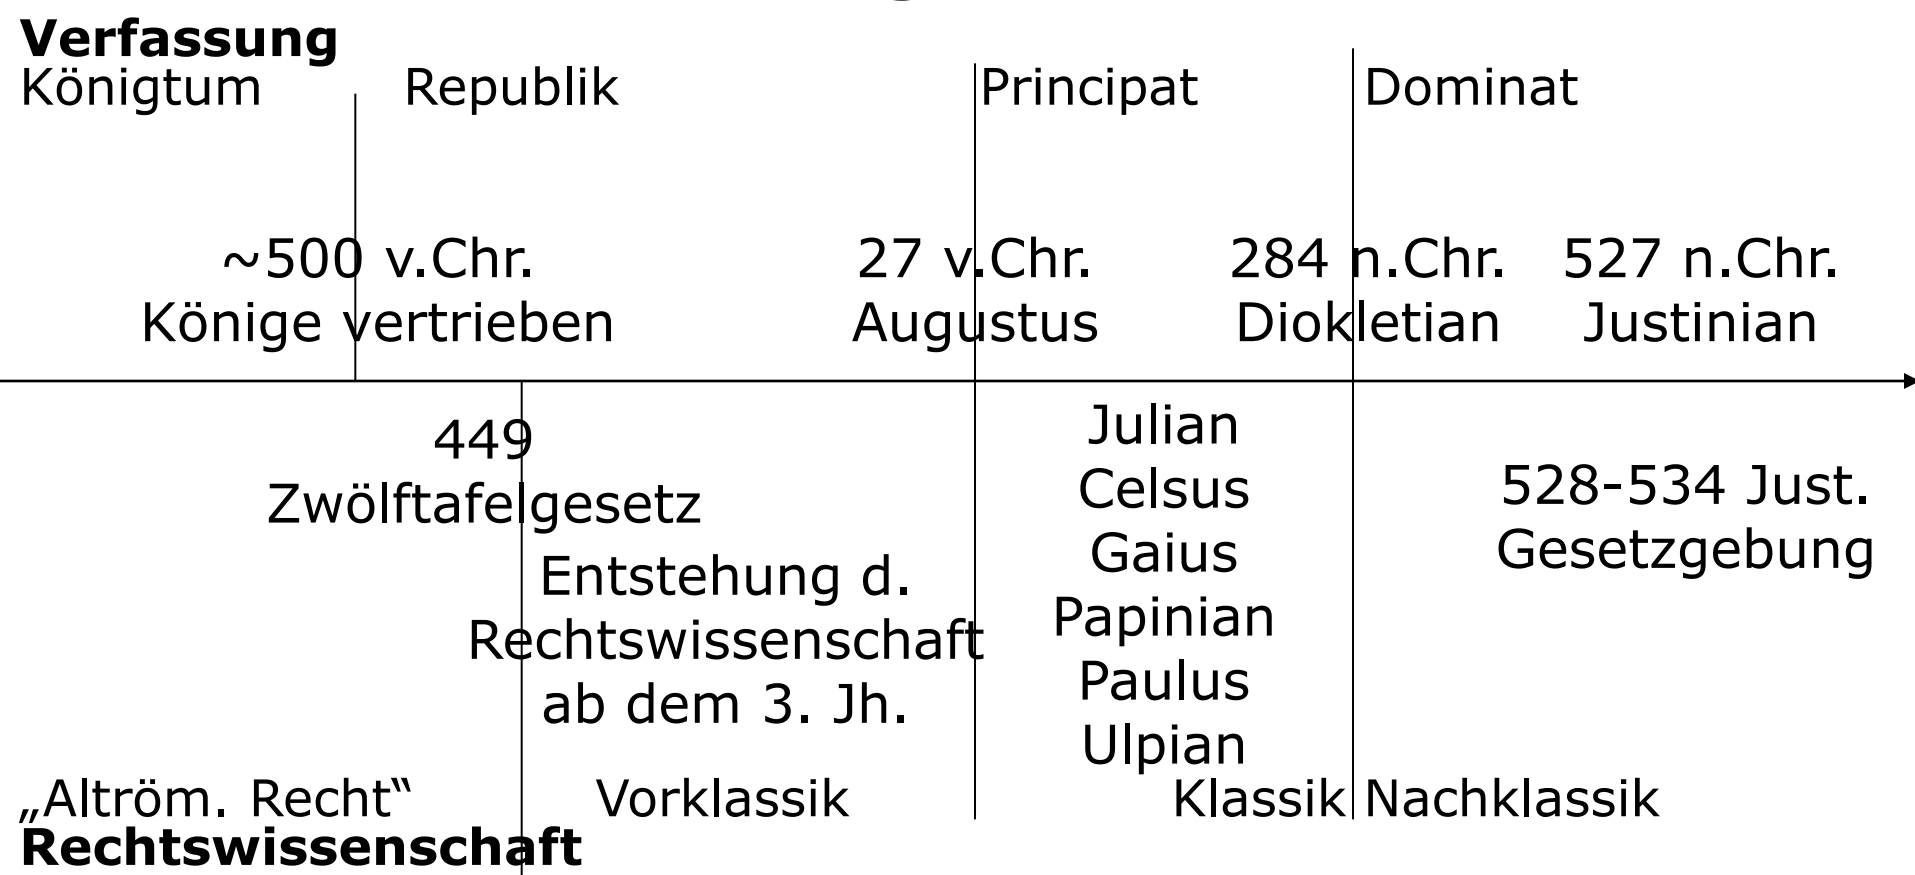 Verfassung
Königtum Republik Principat Dominat
~500 v.Chr. 27 v.Chr. 284 n.Chr. 527 n.Chr.
Könige vertrieben Augustus Diokletian Justinian
449
Zwölftafelgesetz
Entstehung d.
Rechtswissenschaft
ab dem 3. Jh.
Julian
Celsus
Gaius
Papinian
Paulus
Ulpian
528-534 Just.
Gesetzgebung
„Altröm. Recht“ Vorklassik Klassik Nachklassik
Rechtswissenschaft